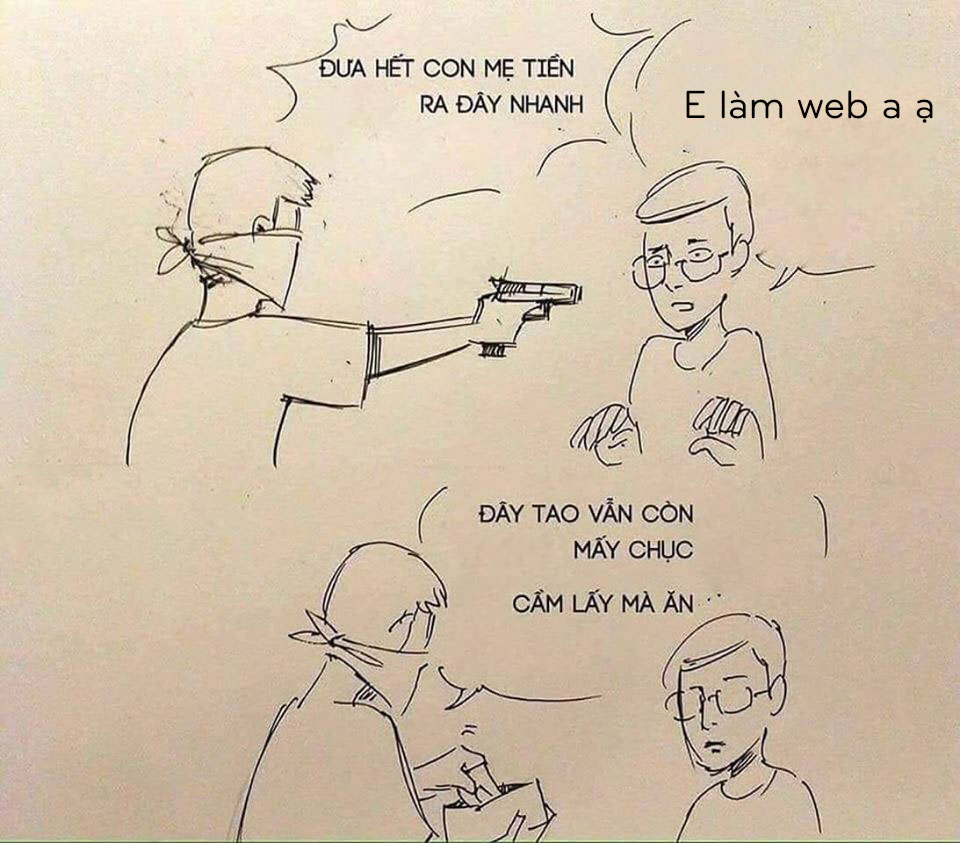 ĐƯA HẾT CON MẸ TIỀN
RA ĐÂY NHANH
E làm web a ạ
ĐÂY TAO VẪN CÒN
MẤY CHỤC
CẦM LẤY MÀ ĂN